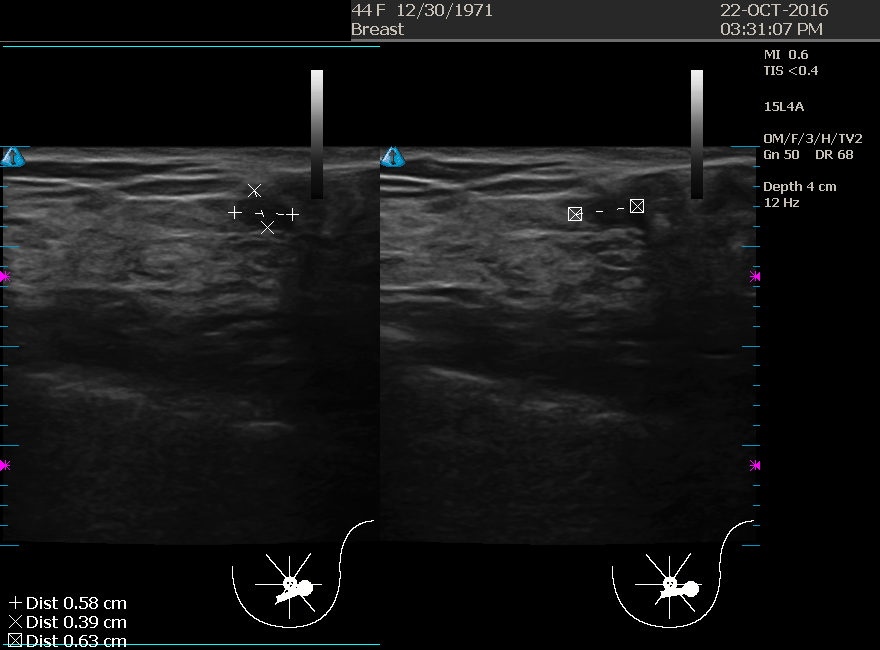 44 F 12/30/1971 22-OCT-2016
Breast 03:31:07 PM
MI 0.6
TIS <0.4
15L4A
OM/F/3/H/TV2
Gn 50 DR 68
Depth 4 cm
12 Hz
Dist 0.58 cm
Dist 0.39 cm
Dist 0.63 cm